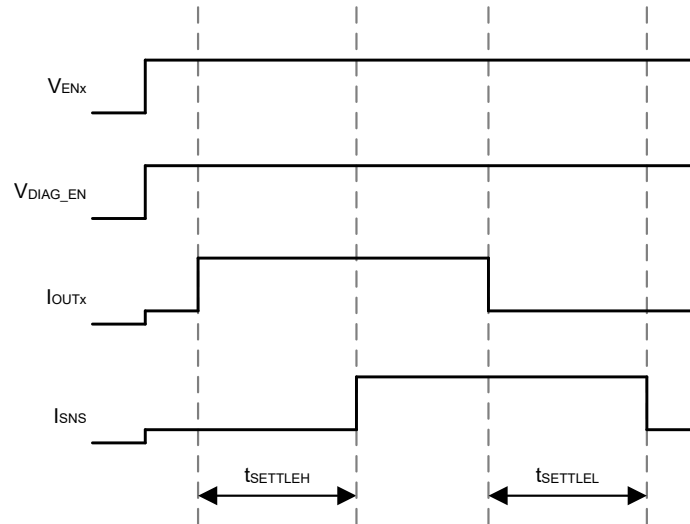 VENx
VDIAG_EN
IOUTx
ISNS
tSETTLEH
tSETTLEL